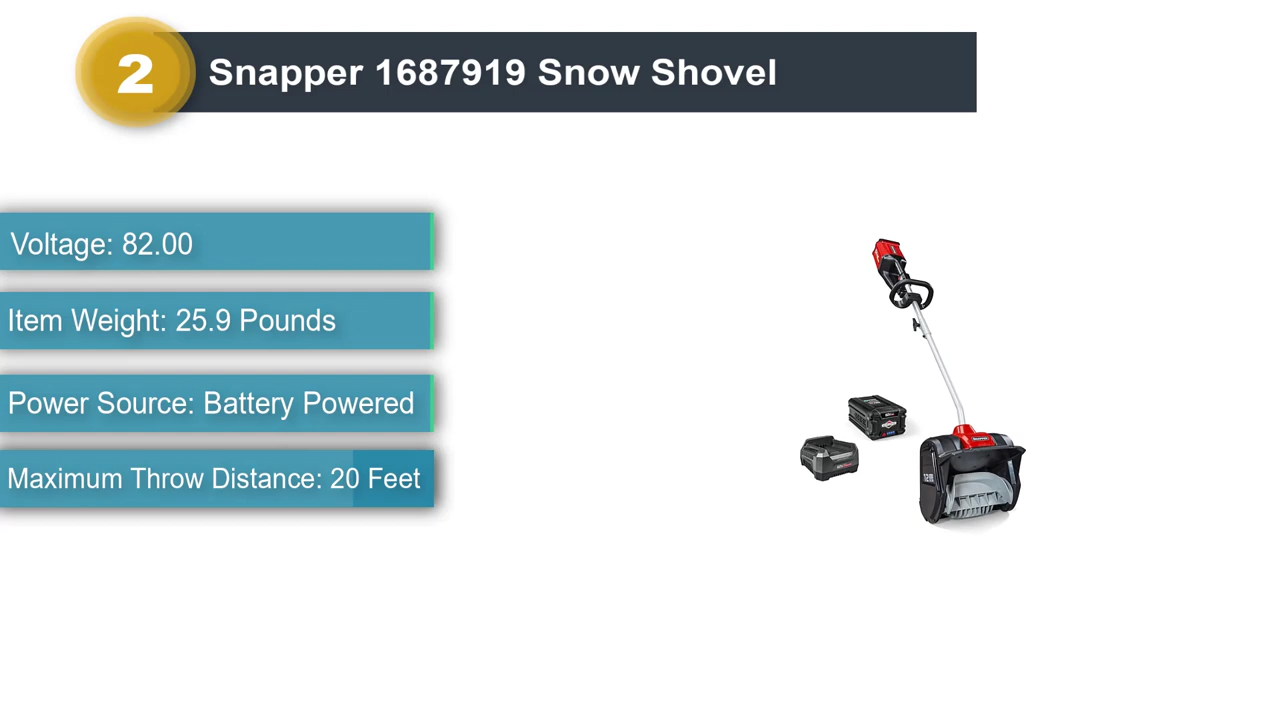 2
Snapper 1687919 Snow Shovel
Voltage: 82.00
Item Weight: 25.9 Pounds
Power Source: Battery Powered
Maximum Throw Distance: 20 Feet